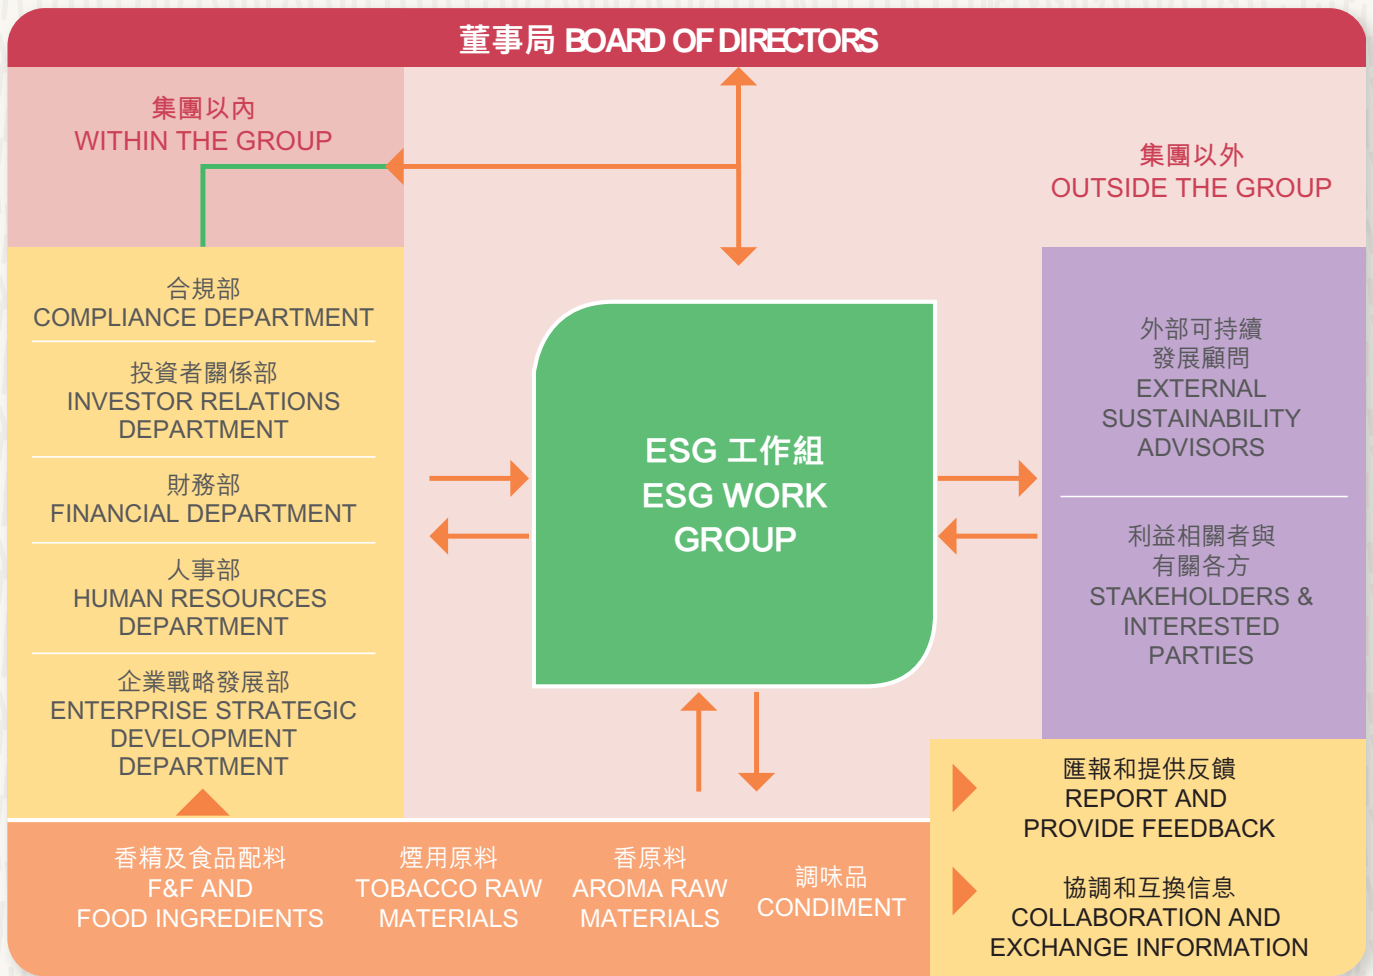 董事局 BOARD OF DIRECTORS
集團以內
WITHIN THE GROUP
集團以外
OUTSIDE THE GROUP
合規部
COMPLIANCE DEPARTMENT
投資者關係部
INVESTOR RELATIONS
DEPARTMENT
財務部
FINANCIAL DEPARTMENT
人事部
HUMAN RESOURCES
DEPARTMENT
企業戰略發展部
ENTERPRISE STRATEGIC
DEVELOPMENT
DEPARTMENT
ESG 工作組
ESG WORK
GROUP
外部可持續
發展顧問
EXTERNAL
SUSTAINABILITY
ADVISORS
利益相關者與
有關各方
STAKEHOLDERS &
INTERESTED
PARTIES
香精及食品配料
F&F AND
FOOD INGREDIENTS
煙用原料
TOBACCO RAW
MATERIALS
香原料
AROMA RAW
MATERIALS
調味品
CONDIMENT
匯報和提供反饋
REPORT AND
PROVIDE FEEDBACK
協調和互換信息
COLLABORATION AND
EXCHANGE INFORMATION